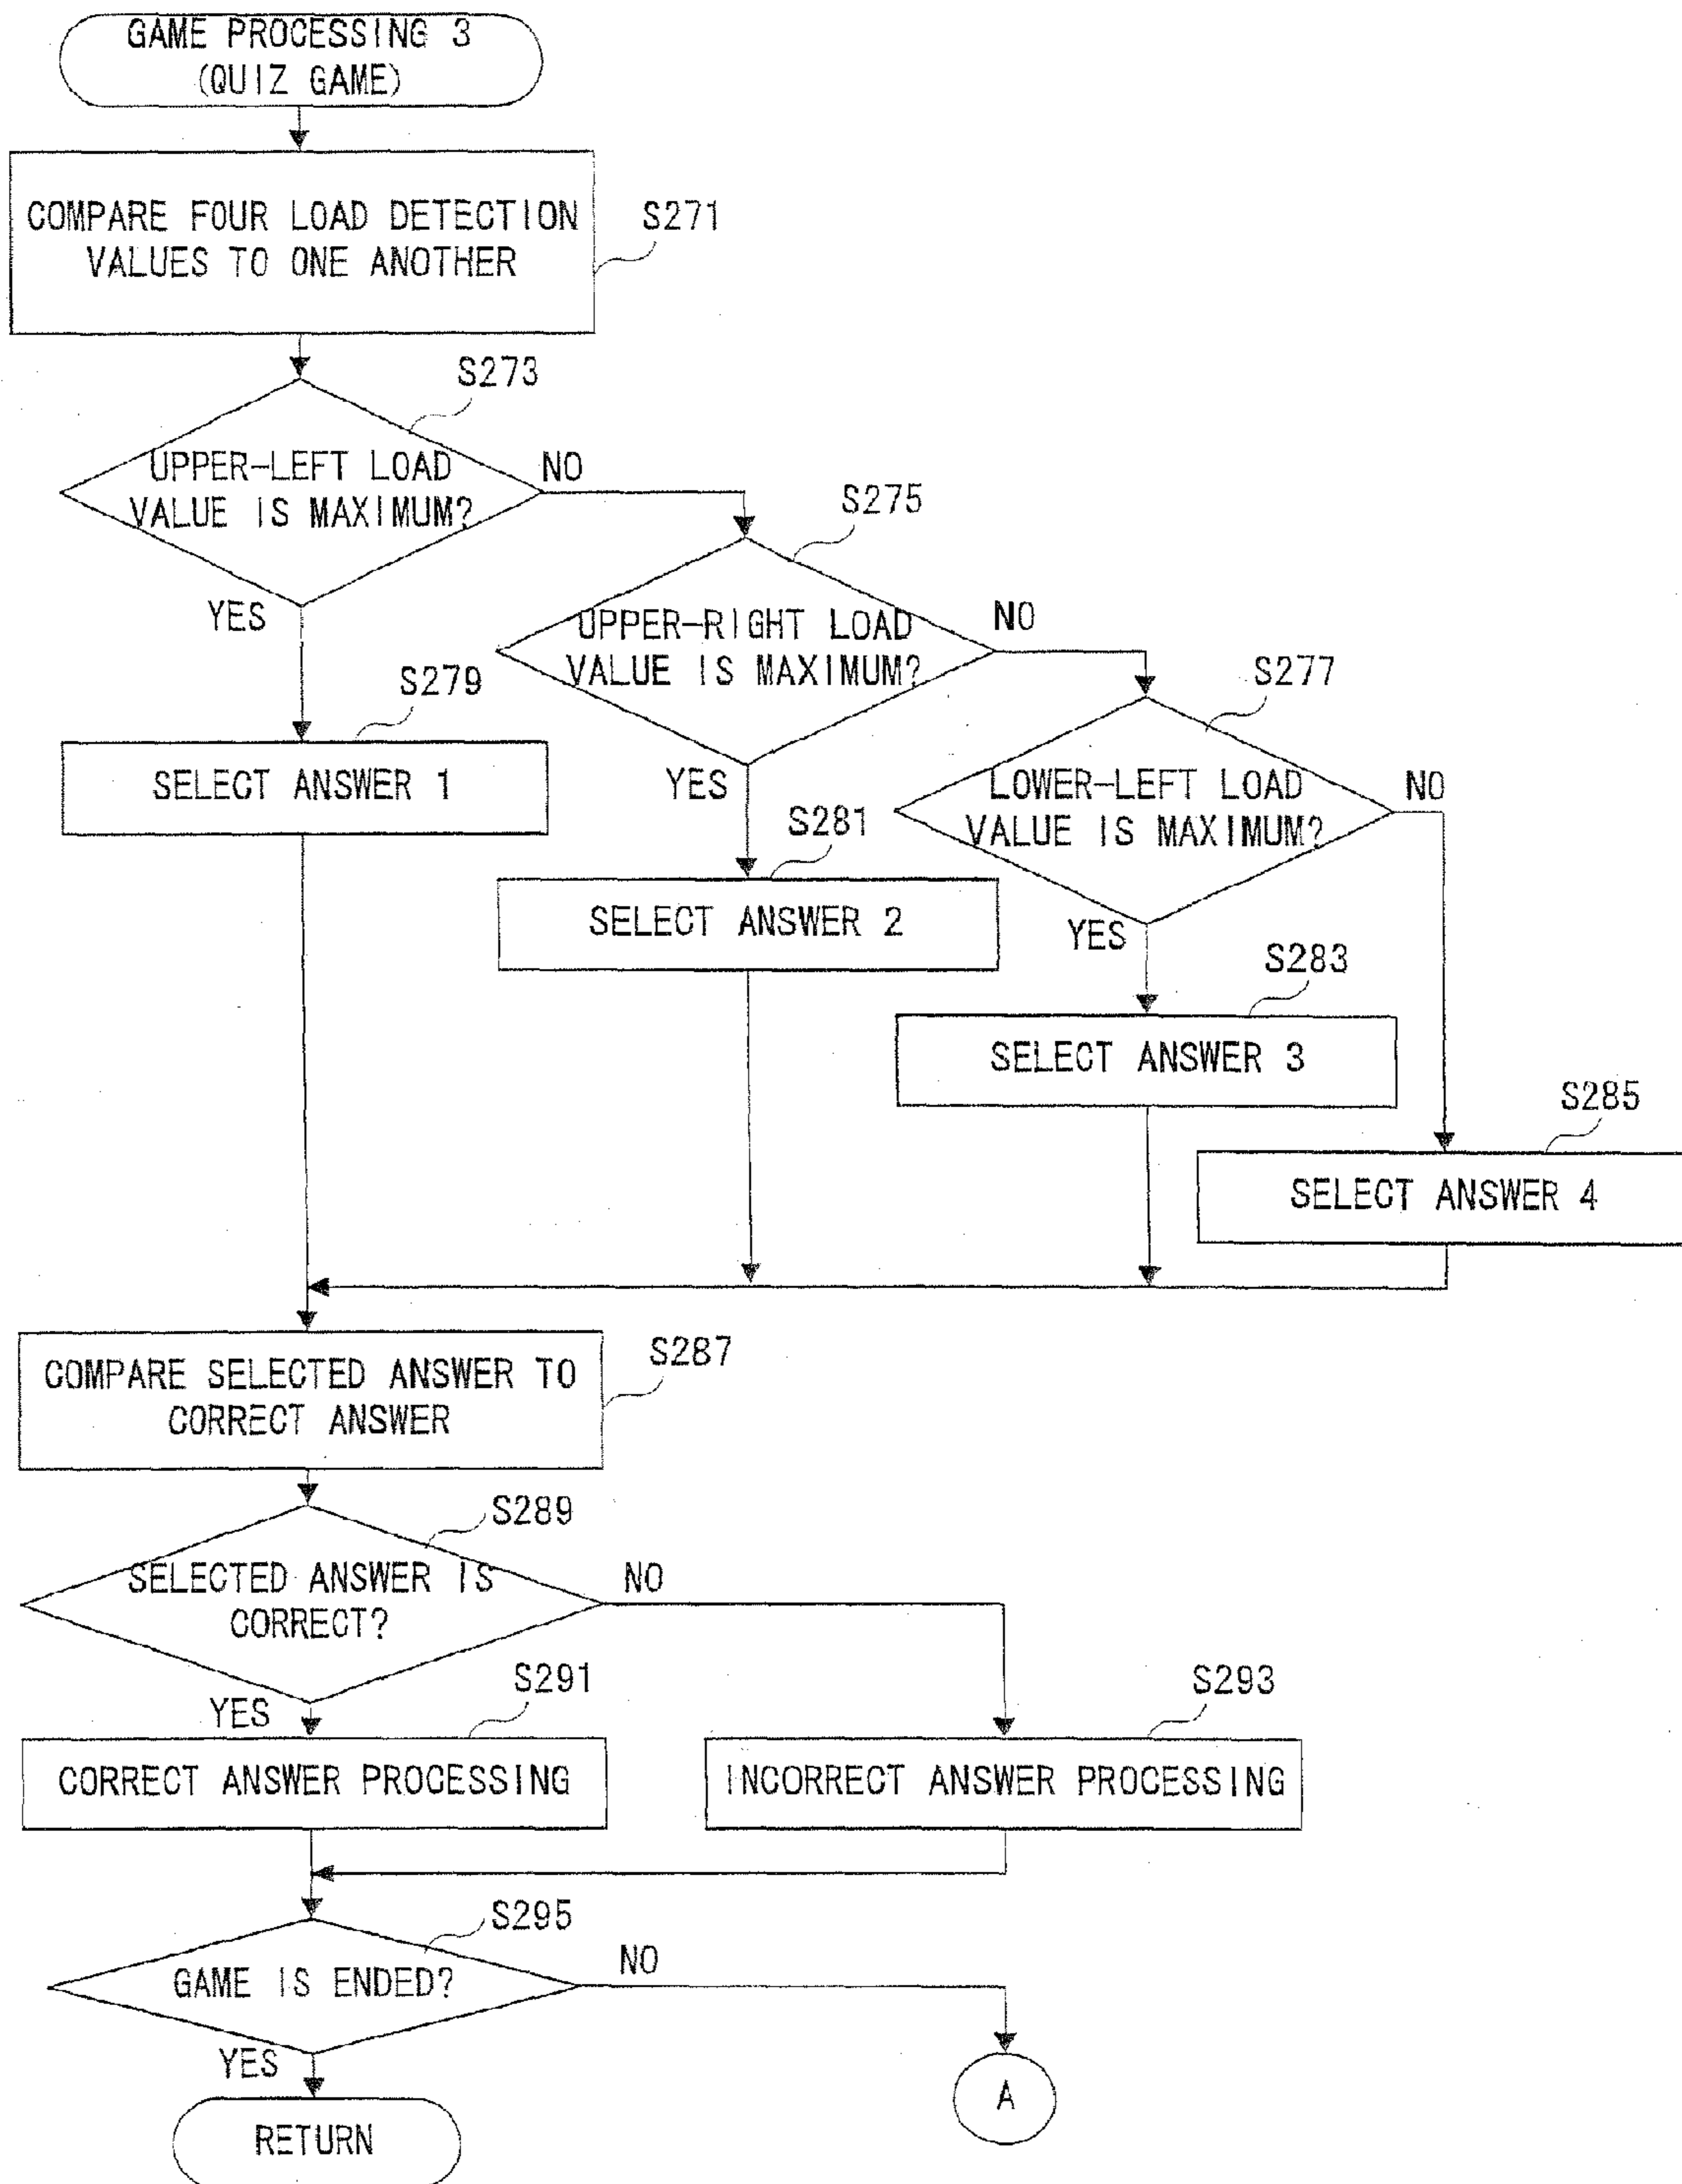 GAME PROCESSING 3
(QUIZ GAME)
COMPARE FOUR LOAD DETECTION
VALUES TO ONE ANOTHER
S271
S273
UPPER-LEFT LOAD
VALUE IS MAXIMUM?
NO
YES
S275
UPPER-RIGHT LOAD
VALUE IS MAXIMUM?
NO
YES
S277
LOWER-LEFT LOAD
VALUE IS MAXIMUM?
NO
YES
S279
SELECT ANSWER 1
S281
SELECT ANSWER 2
S283
SELECT ANSWER 3
S285
SELECT ANSWER 4
COMPARE SELECTED ANSWER TO
CORRECT ANSWER
S287
S289
SELECTED ANSWER IS
CORRECT?
NO
YES
S291
CORRECT ANSWER PROCESSING
S293
INCORRECT ANSWER PROCESSING
S295
GAME IS ENDED?
NO
YES
A
RETURN